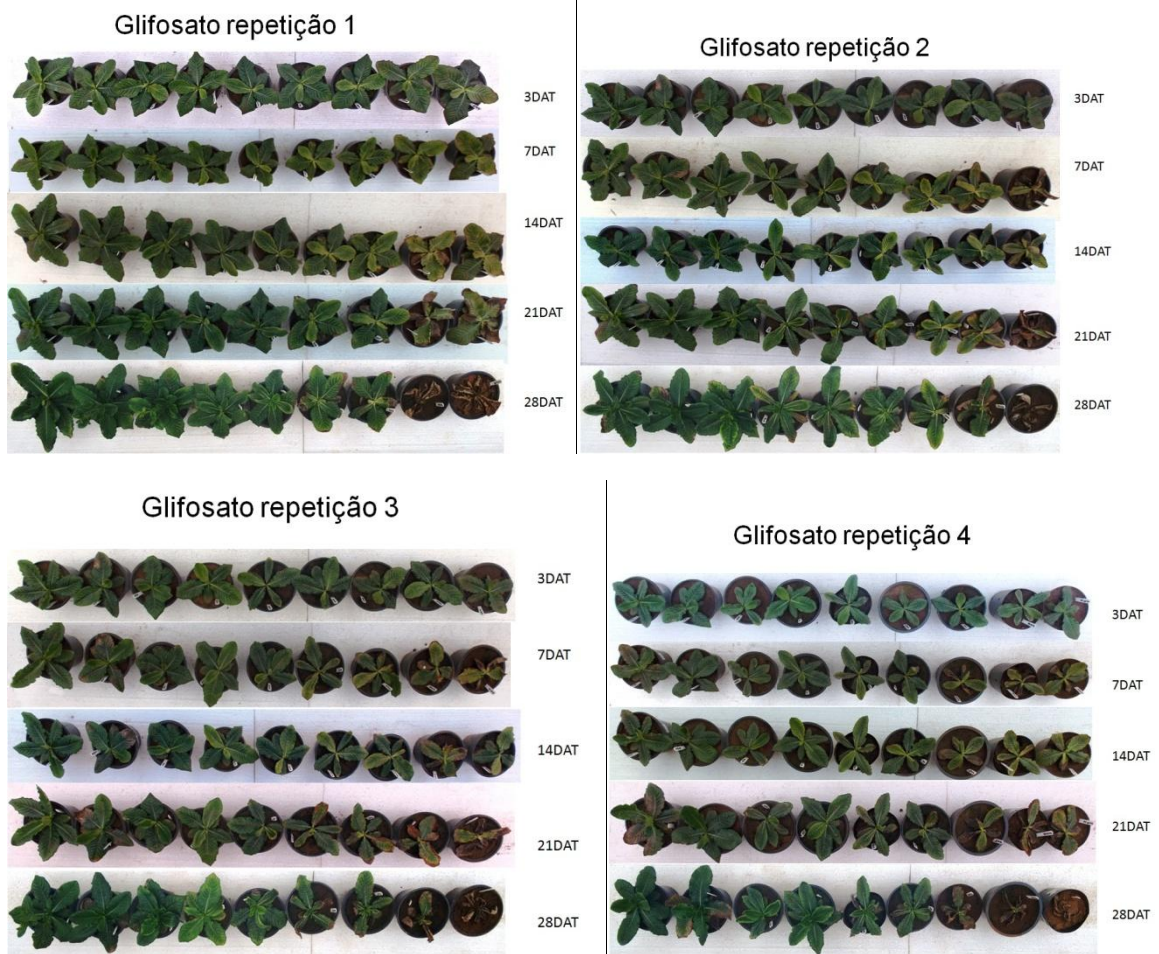 Glifosato repetição 1
3DAT
7DAT
14DAT
21DAT
28DAT
Glifosato repetição 2
3DAT
7DAT
14DAT
21DAT
28DAT
Glifosato repetição 3
3DAT
7DAT
14DAT
21DAT
28DAT
Glifosato repetição 4
3DAT
7DAT
14DAT
21DAT
28DAT